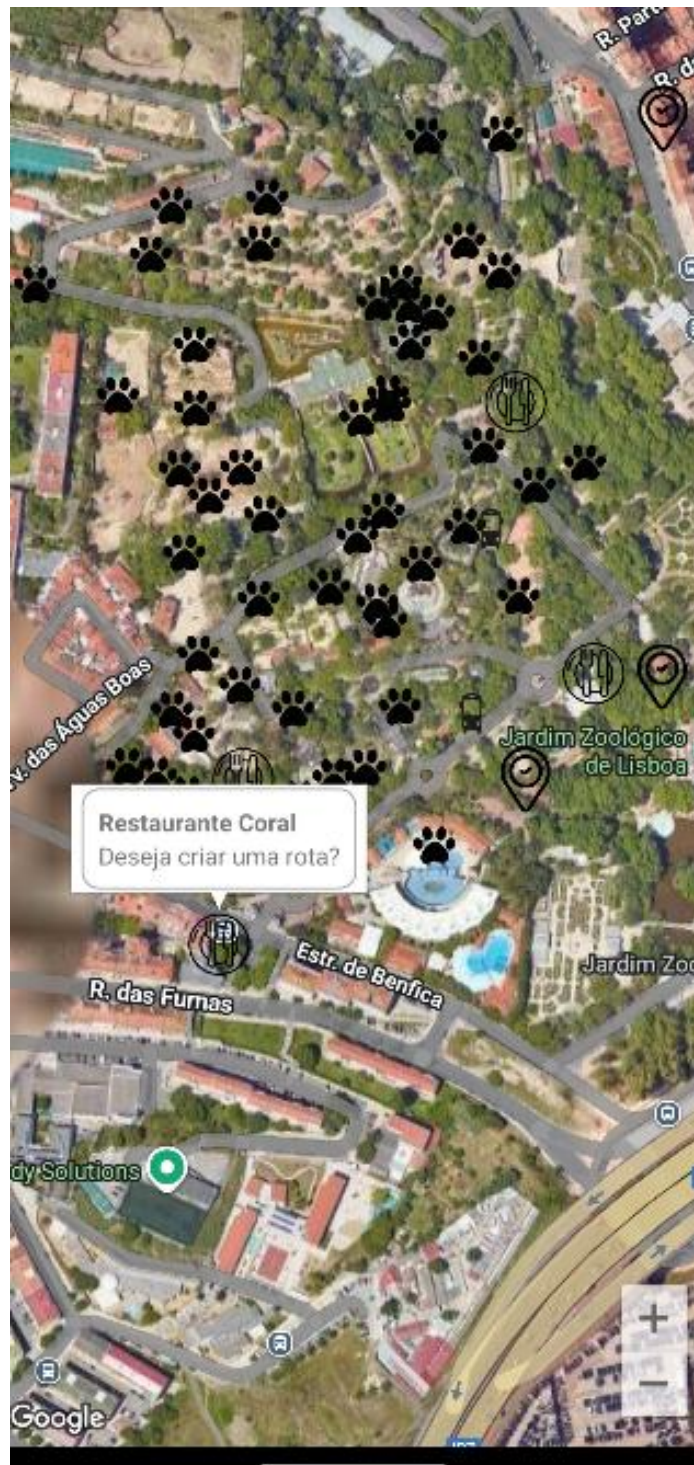 R. Part
R. da
Av. das Águas Boas
Jardim Zoológico
de Lisboa
Restaurante Coral
Deseja criar uma rota?
Estr. de Benfica
Jardim Zoo
R. das Furnas
dy Solutions
+
−
Google